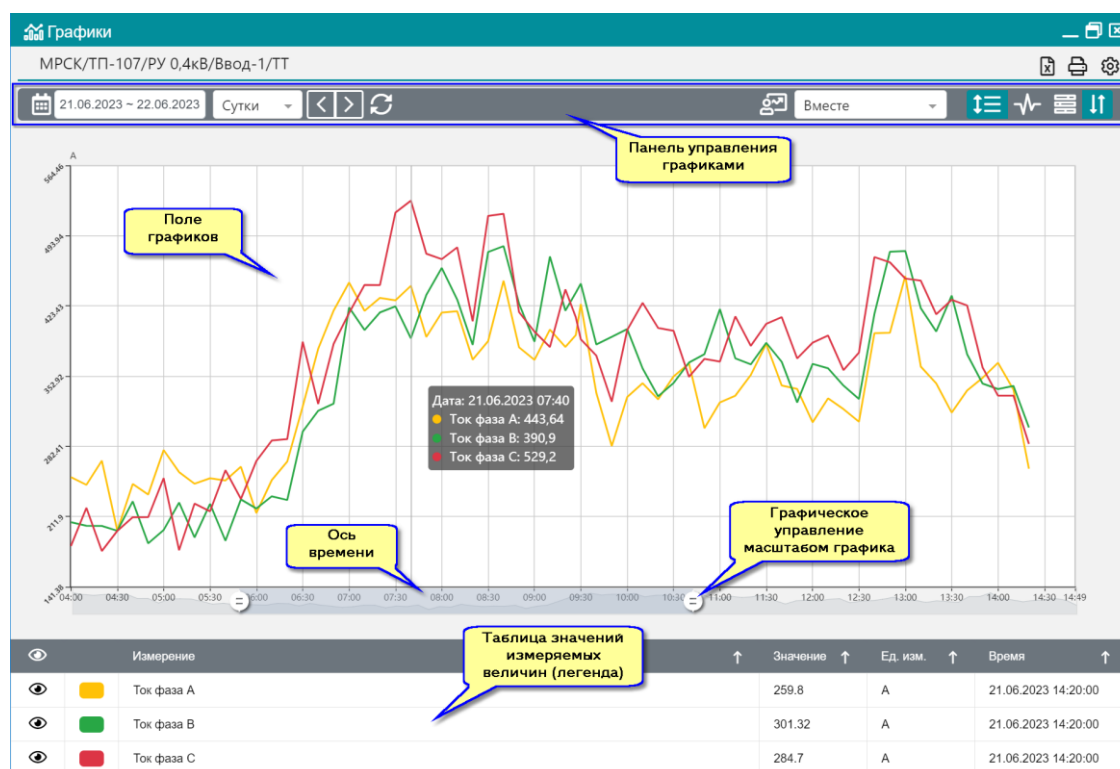 Графики
МРСК/ТП-107/РУ 0,4кВ/Ввод-1/ТТ
21.06.2023 ~ 22.06.2023 Сутки Вместе
Панель управления
графиками
A
564.46
493.94
423.43
352.92
282.41
211.9
141.38
Поле
графиков
Дата: 21.06.2023 07:40
Ток фаза A: 443,64
Ток фаза B: 390,9
Ток фаза C: 529,2
Ось
времени
Графическое
управление
масштабом графика
04:00 04:30 05:00 05:30 6:00 06:30 07:00 07:30 08:00 08:30 09:00 09:30 10:00 10:30 11:00 11:30 12:00 12:30 13:00 13:30 14:00 14:30 14:49
Таблица значений
измеряемых
величин (легенда)
Измерение Значение Ед. изм. Время
Ток фаза A 259.8 A 21.06.2023 14:20:00
Ток фаза B 301.32 A 21.06.2023 14:20:00
Ток фаза C 284.7 A 21.06.2023 14:20:00